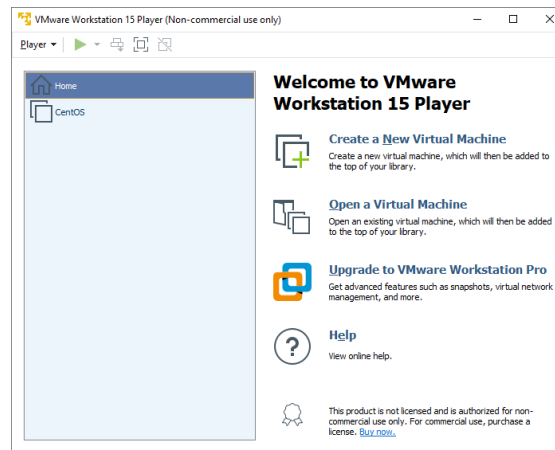 VMware Workstation 15 Player (Non-commercial use only)
Player
Home
CentOS
Welcome to VMware
Workstation 15 Player
Create a New Virtual Machine
Create a new virtual machine, which will then be added to
the top of your library.
Open a Virtual Machine
Open an existing virtual machine, which will then be added
to the top of your library.
Upgrade to VMware Workstation Pro
Get advanced features such as snapshots, virtual network
management, and more.
Help
View online help.
This product is not licensed and is authorized for non-
commercial use only. For commercial use, purchase a
license. Buy now.